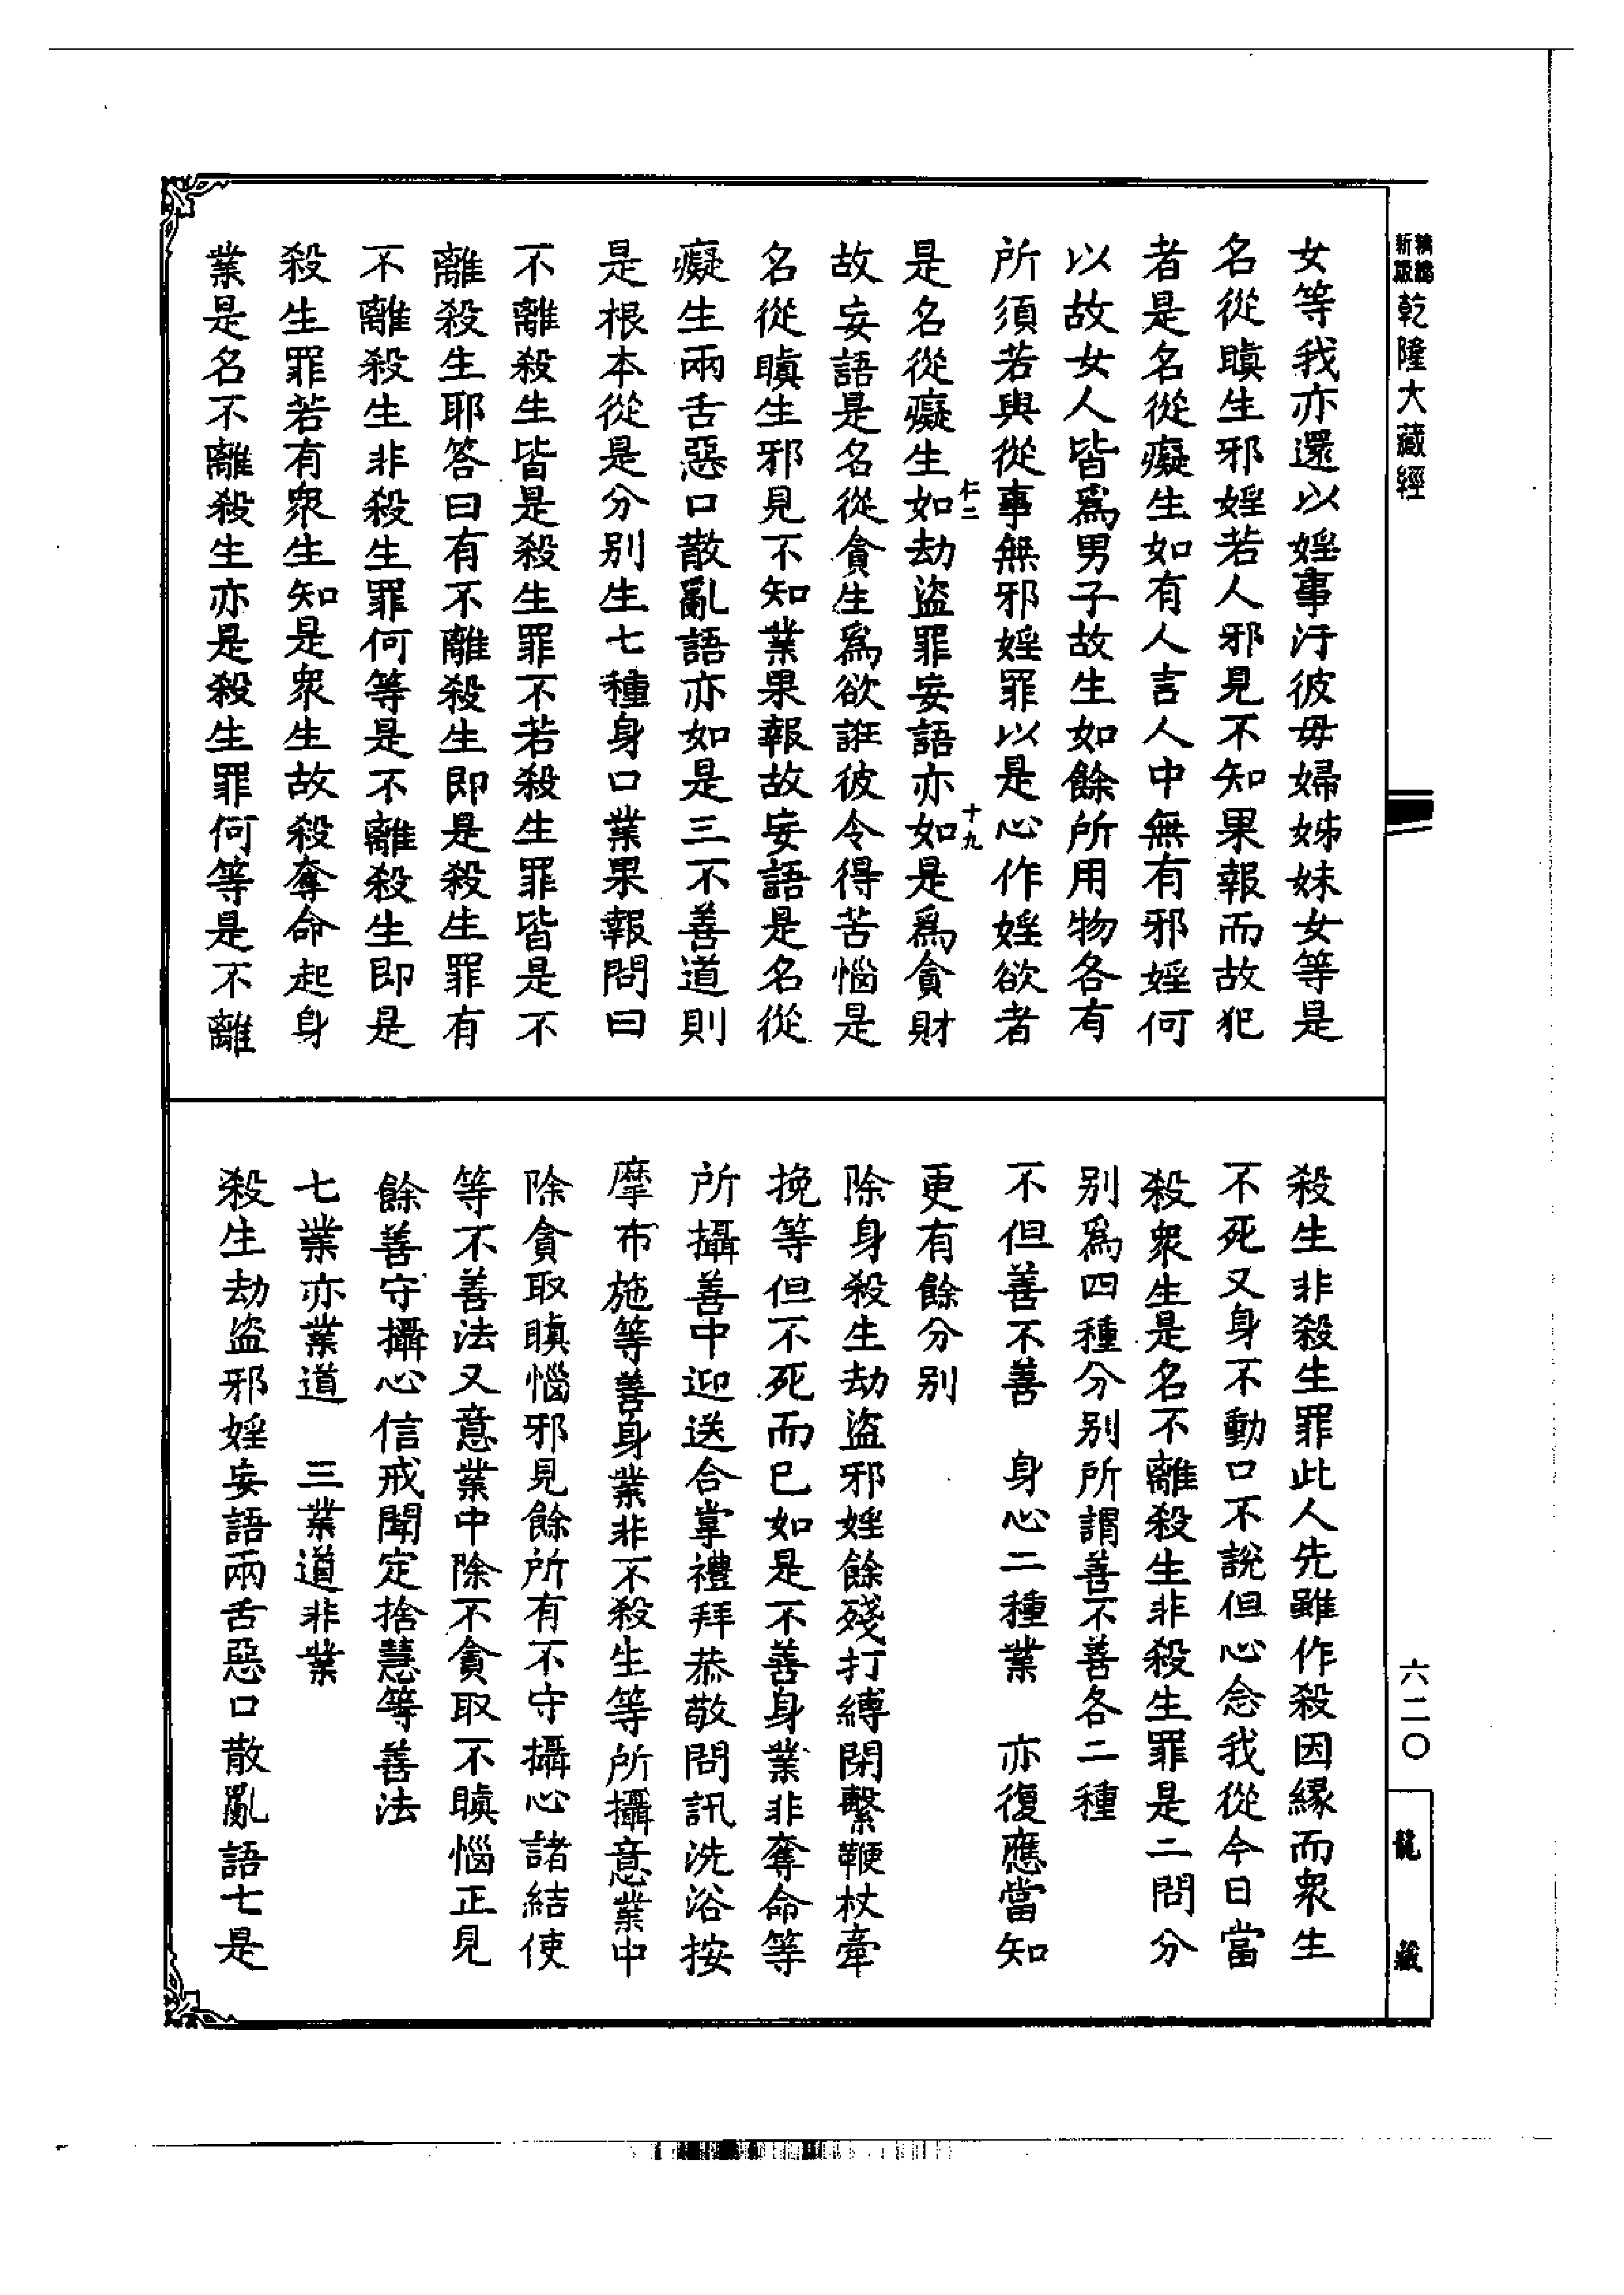 新編縮版乾隆大藏經
女等我亦還以婬事汙彼母婦姊妹女等是
名從瞋生邪婬若人邪見不知果報而故犯
者是名從癡生如有人言人中無有邪婬何
以故女人皆爲男子故生如餘所用物各有
所須若與從事無邪婬罪以是心作婬欲者
仁二
十九
是名從癡生如劫盜罪妄語亦如是爲貪財
故妄語是名從貪生爲欲誑彼令得苦惱是
名從瞋生邪見不知業果報故妄語是名從
癡生兩舌惡口散亂語亦如是三不善道則
是根本從是分別生七種身口業果報問曰
不離殺生皆是殺生罪不若殺生罪皆是不
離殺生耶答曰有不離殺生即是殺生罪有
不離殺生非殺生罪何等是不離殺生即是
殺生罪若有衆生知是衆生故殺奪命起身
業是名不離殺生亦是殺生罪何等是不離
殺生非殺生罪此人先雖作殺因緣而衆生
不死又身不動口不說但心念我從今日當
殺衆生是名不離殺生非殺生罪是二問分
別爲四種分別所謂善不善各二種
不但善不善　身心二種業　亦復應當知
更有餘分別
除身殺生劫盜邪婬餘殘打縛閉繫鞭杖牽
挽等但不死而已如是不善身業非奪命等
所攝善中迎送合掌禮拜恭敬問訊洗浴按
摩布施等善身業非不殺生等所攝意業中
除貪取瞋惱邪見餘所有不守攝心諸結使
等不善法又意業中除不貪取不瞋惱正見
餘善守攝心信戒聞定捨慧等善法
七業亦業道　三業道非業
殺生劫盜邪婬妄語兩舌惡口散亂語七是
六二〇
龍藏